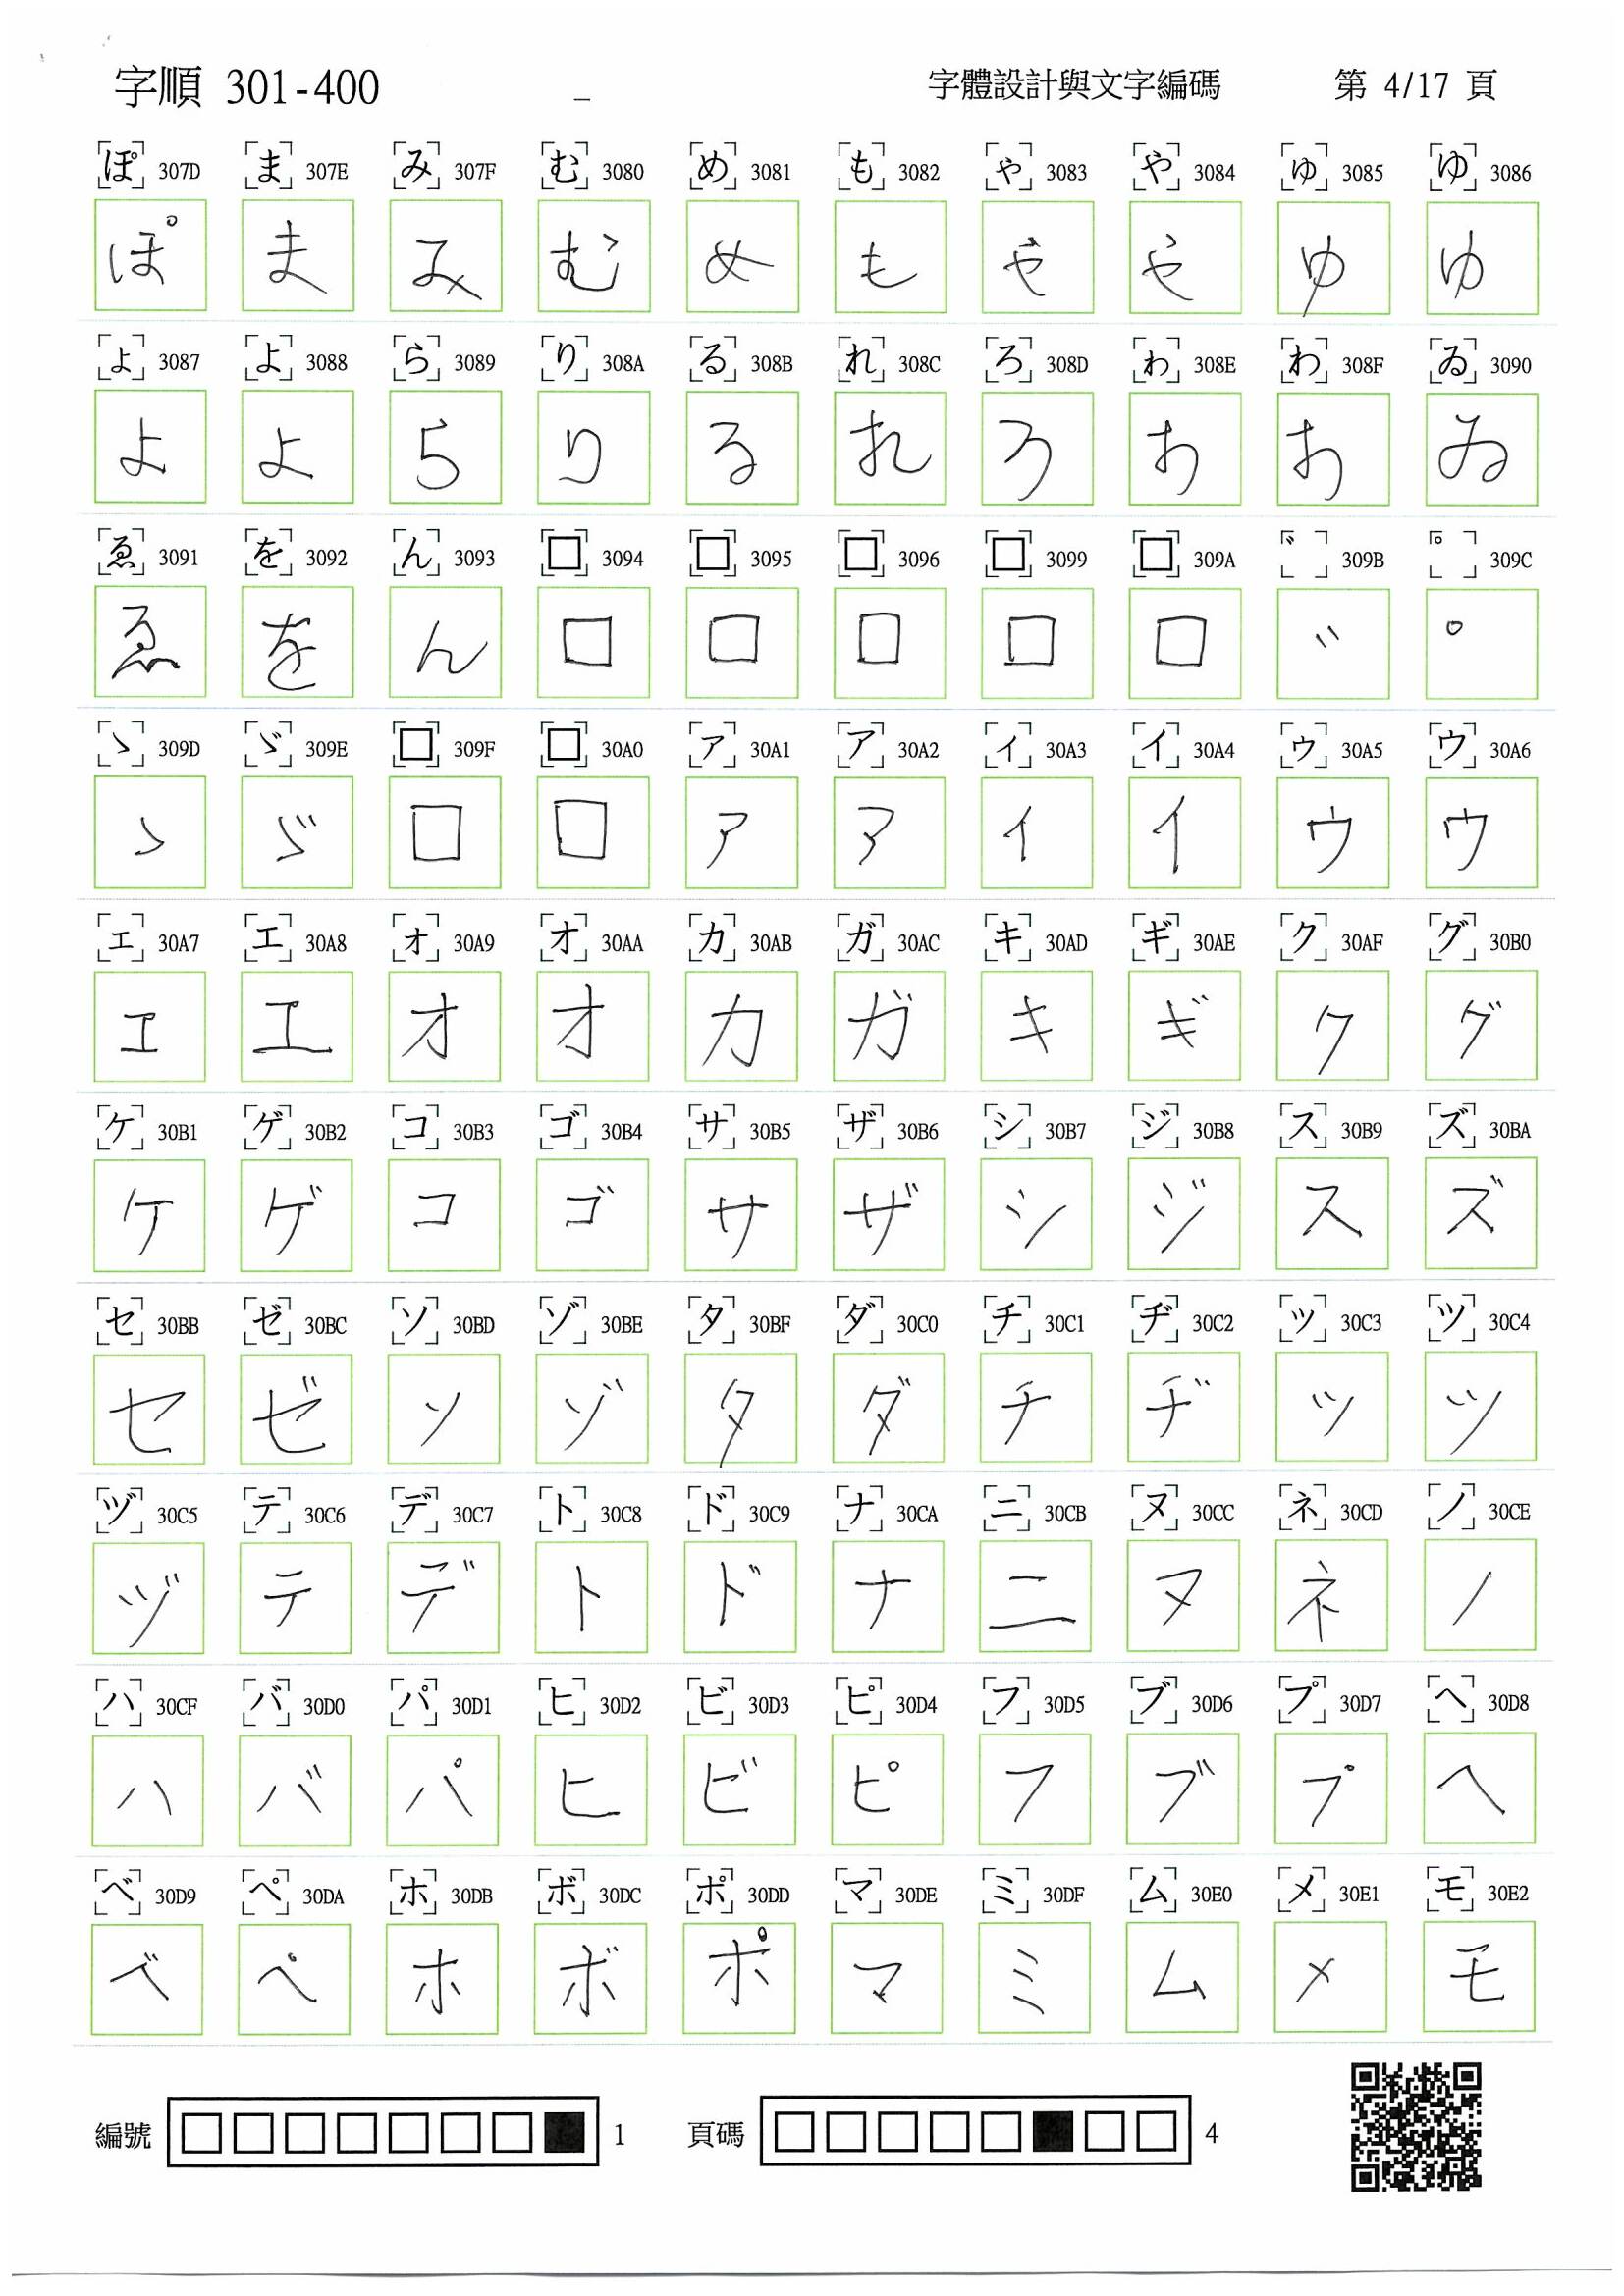 字順 301-400 字體設計與文字編碼 第 4/17 頁
ぽ 307D ま 307E み 307F む 3080 め 3081 も 3082 ゃ 3083 や 3084 ゅ 3085 ゆ 3086
ぽ ま み む め も ゃ や ゅ ゆ
ょ 3087 よ 3088 ら 3089 り 308A る 308B れ 308C ろ 308D ゎ 308E わ 308F ゐ 3090
ょ よ ら り る れ ろ ゎ わ ゐ
ゑ 3091 を 3092 ん 3093 □ 3094 □ 3095 □ 3096 □ 3099 □ 309A ゛ 309B ゜ 309C
ゑ を ん □ □ □ □ □ ゛ ゜
ゝ 309D ゞ 309E □ 309F □ 30A0 ァ 30A1 ア 30A2 ィ 30A3 イ 30A4 ゥ 30A5 ウ 30A6
ゝ ゞ □ □ ァ ア ィ イ ゥ ウ
ェ 30A7 エ 30A8 ォ 30A9 オ 30AA カ 30AB ガ 30AC キ 30AD ギ 30AE ク 30AF グ 30B0
ェ エ ォ オ カ ガ キ ギ ク グ
ケ 30B1 ゲ 30B2 コ 30B3 ゴ 30B4 サ 30B5 ザ 30B6 シ 30B7 ジ 30B8 ス 30B9 ズ 30BA
ケ ゲ コ ゴ サ ザ シ ジ ス ズ
セ 30BB ゼ 30BC ソ 30BD ゾ 30BE タ 30BF ダ 30C0 チ 30C1 ヂ 30C2 ッ 30C3 ツ 30C4
セ ゼ ソ ゾ タ ダ チ ヂ ッ ツ
ヅ 30C5 テ 30C6 デ 30C7 ト 30C8 ド 30C9 ナ 30CA ニ 30CB ヌ 30CC ネ 30CD ノ 30CE
ヅ テ デ ト ド ナ ニ ヌ ネ ノ
ハ 30CF バ 30D0 パ 30D1 ヒ 30D2 ビ 30D3 ピ 30D4 フ 30D5 ブ 30D6 プ 30D7 ヘ 30D8
ハ バ パ ヒ ビ ピ フ ブ プ ヘ
ベ 30D9 ペ 30DA ホ 30DB ボ 30DC ポ 30DD マ 30DE ミ 30DF ム 30E0 メ 30E1 モ 30E2
ベ ペ ホ ボ ポ マ ミ ム メ モ
編號 □□□□□□□■ 1 頁碼 □□□□□■□□ 4